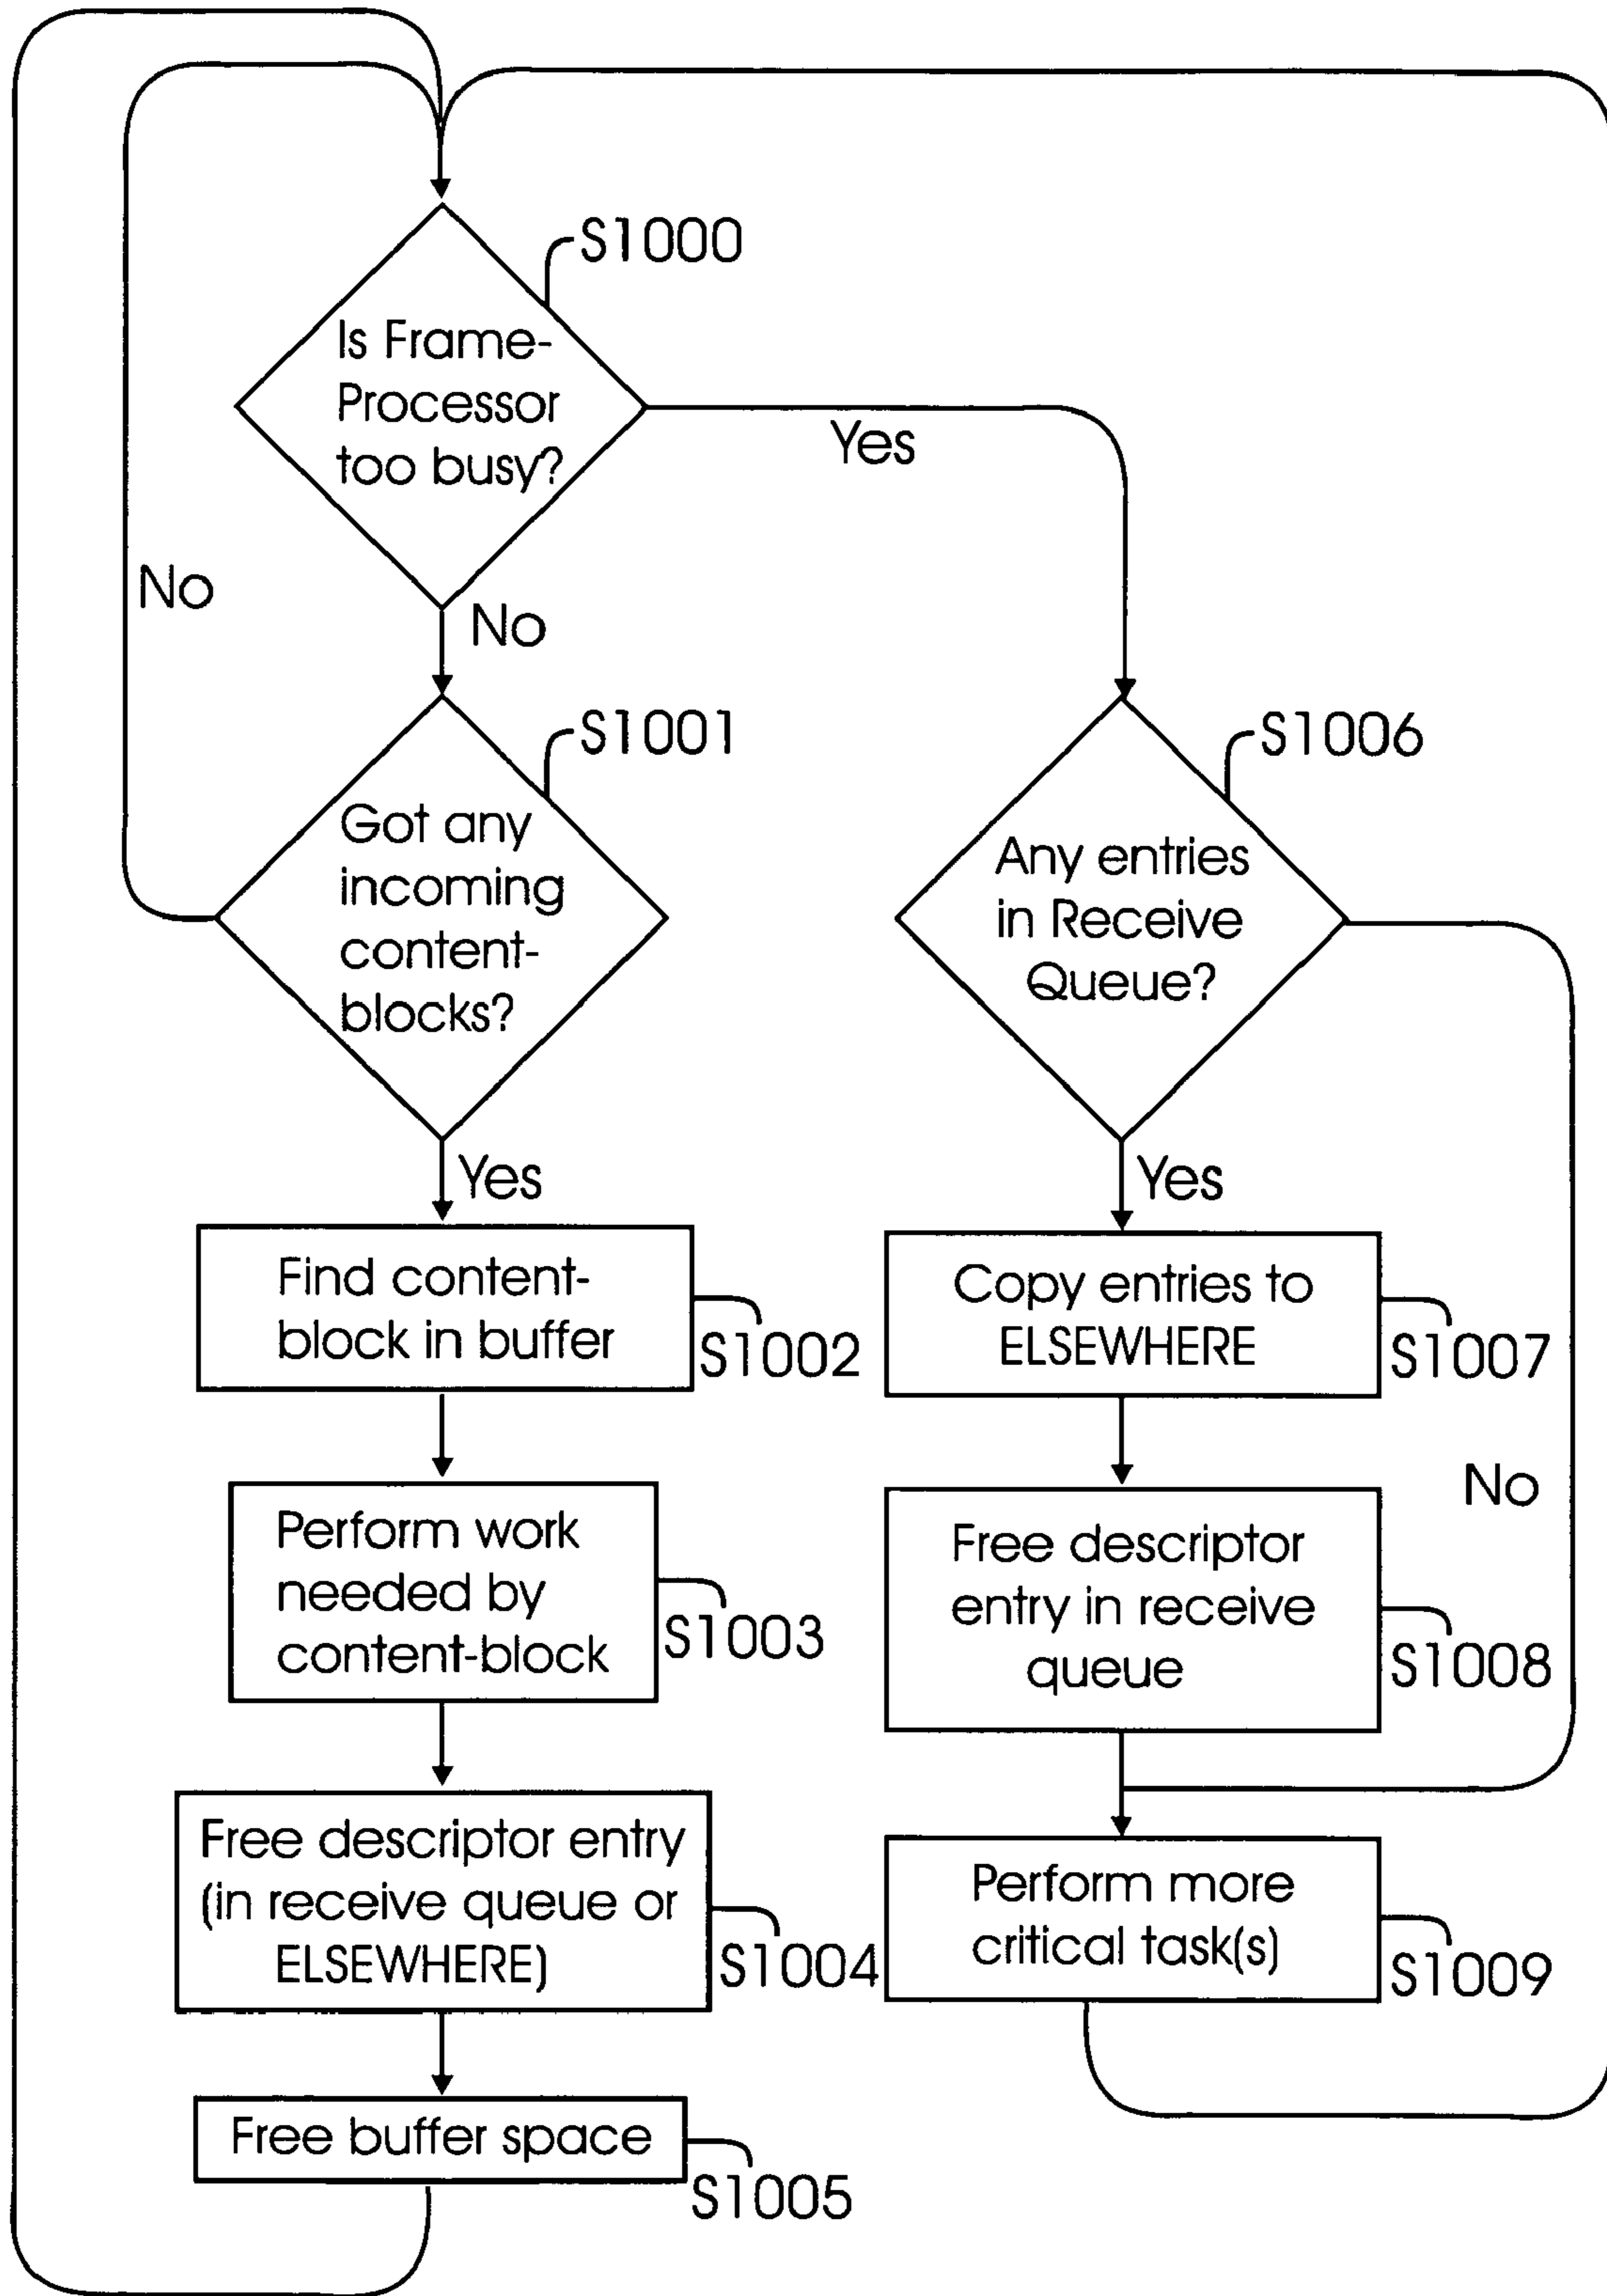 S1000
Is Frame-
Processor
too busy?
Yes
No
No
S1001
Got any
incoming
content-
blocks?
S1006
Any entries
in Receive
Queue?
Yes
Yes
Find content-
block in buffer
S1002
Copy entries to
ELSEWHERE
S1007
No
Perform work
needed by
content-block
S1003
Free descriptor
entry in receive
queue
S1008
Free descriptor entry
(in receive queue or
ELSEWHERE)
S1004
Perform more
critical task(s)
S1009
Free buffer space
S1005